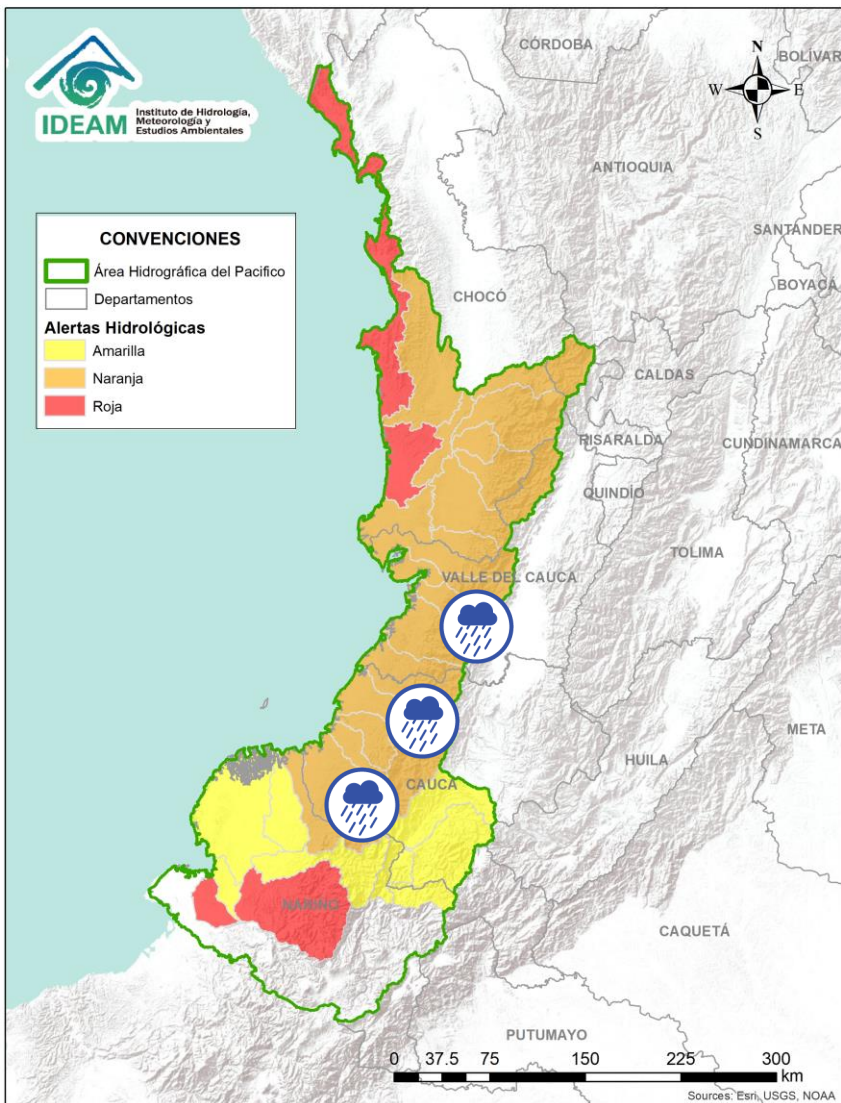 IDEAM
Instituto de Hidrología,
Meteorología y
Estudios Ambientales
CÓRDOBA
BOLÍVAR
N
W
E
S
ANTIOQUIA
SANTANDER
BOYACÁ
CONVENCIONES
Área Hidrográfica del Pacifico
Departamentos
Alertas Hidrológicas
Amarilla
Naranja
Roja
CHOCÓ
CALDAS
RISARALDA
CUNDINAMARCA
QUINDÍO
TOLIMA
VALLE DEL CAUCA
META
HUILA
CAUCA
NARIÑO
CAQUETÁ
PUTUMAYO
0 37.5 75 150 225 300
km
Sources: Esri, USGS, NOAA